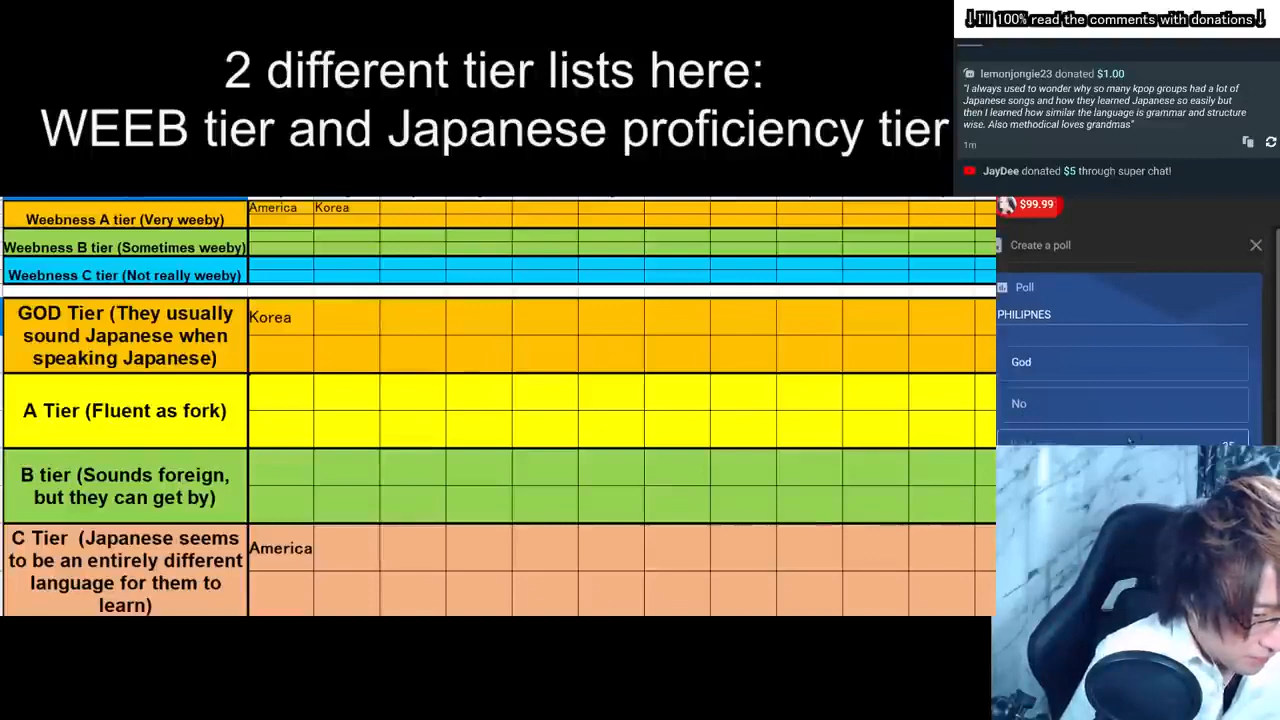 2 different tier lists here:
WEEB tier and Japanese proficiency tier
↓I'll 100% read the comments with donations↓
lemonjongie23 donated $1.00
"I always used to wonder why so many kpop groups had a lot of
Japanese songs and how they learned Japanese so easily but
then I learned how similar the language is grammar and structure
wise. Also methodical loves grandmas"
1m
JayDee donated $5 through super chat!
$99.99
Create a poll
Poll
PHILIPNES
God
No
Weebness A tier (Very weeby)
America
Korea
Weebness B tier (Sometimes weeby)
Weebness C tier (Not really weeby)
GOD Tier (They usually
sound Japanese when
speaking Japanese)
Korea
A Tier (Fluent as fork)
B tier (Sounds foreign,
but they can get by)
C Tier (Japanese seems
to be an entirely different
language for them to
learn)
America